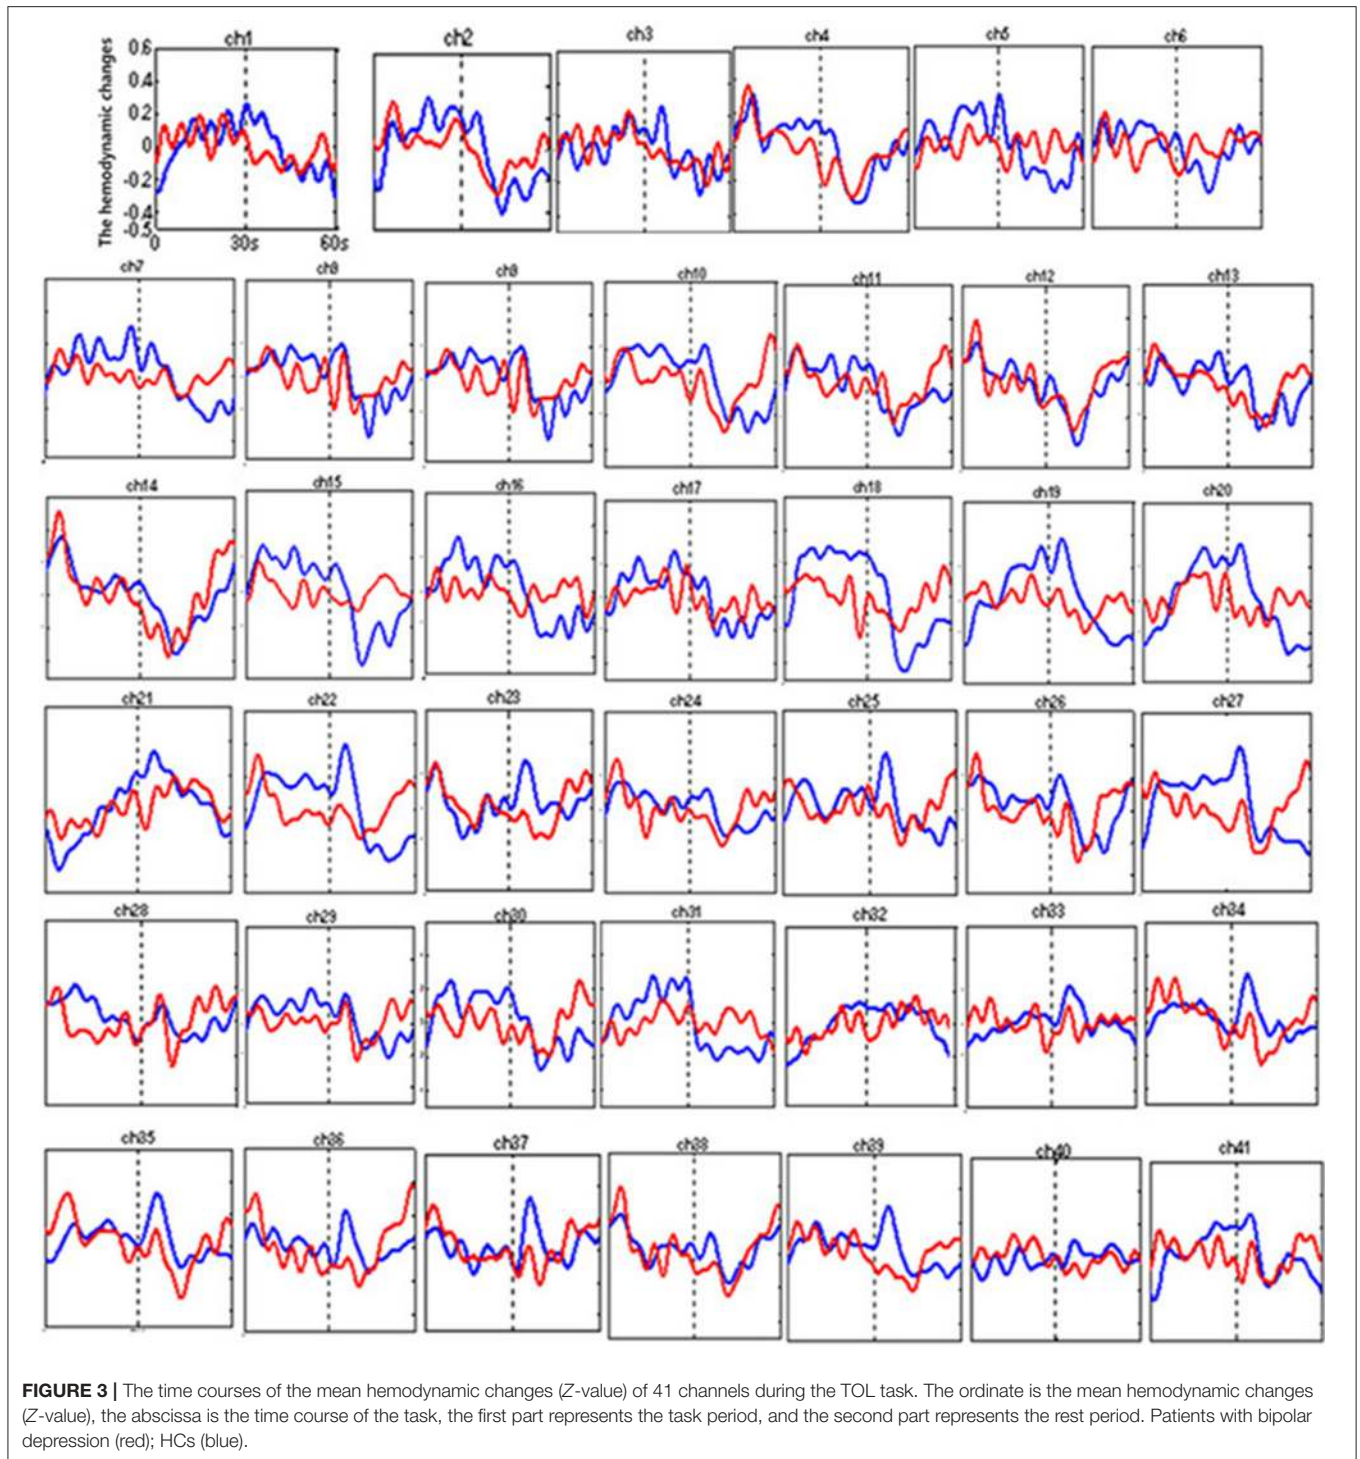 ch1 ch2 ch3 ch4 ch5 ch6
The hemodynamic changes
0.6
0.4
0.2
0
-0.2
-0.4
-0.5
0 30s 60s
ch7 ch9 ch9 ch10 ch11 ch12 ch13
ch14 ch15 ch16 ch17 ch18 ch19 ch20
ch21 ch22 ch23 ch24 ch25 ch26 ch27
ch28 ch29 ch30 ch31 ch32 ch33 ch34
ch35 ch36 ch37 ch38 ch39 ch40 ch41
FIGURE 3 | The time courses of the mean hemodynamic changes (Z-value) of 41 channels during the TOL task. The ordinate is the mean hemodynamic changes
(Z-value), the abscissa is the time course of the task, the first part represents the task period, and the second part represents the rest period. Patients with bipolar
depression (red); HCs (blue).